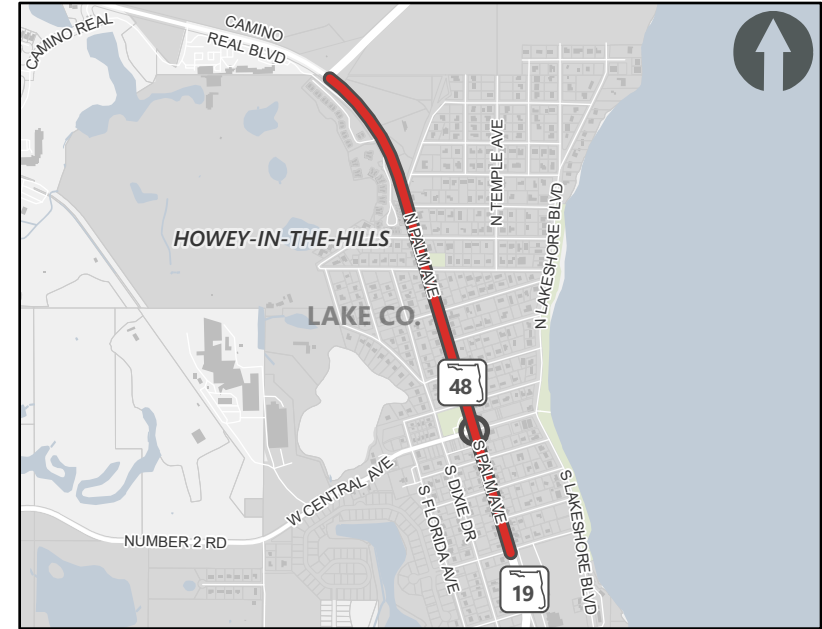 CAMINO REAL
CAMINO
REAL BLVD
N TEMPLE AVE
N LAKESHORE BLVD
HOWEY-IN-THE-HILLS
N PALM AVE
LAKE CO.
48
S PALM AVE
W CENTRAL AVE
S DIXIE DR
S FLORIDA AVE
S LAKESHORE BLVD
NUMBER 2 RD
19